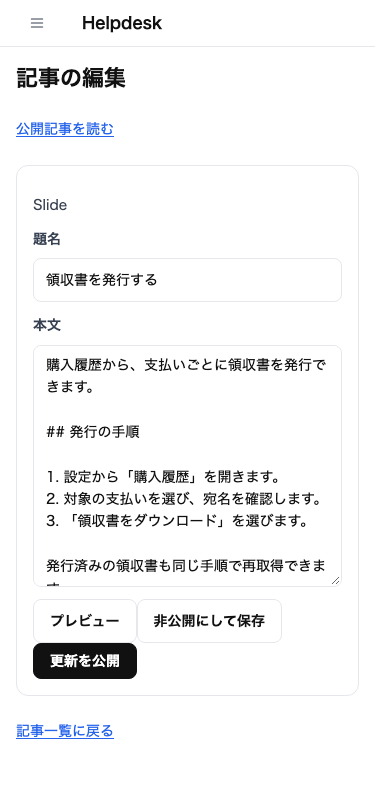 Helpdesk
記事の編集
公開記事を読む
Slide
題名
領収書を発行する
本文
購入履歴から、支払いごとに領収書を発行で
きます。
## 発行の手順
1. 設定から「購入履歴」を開きます。
2. 対象の支払いを選び、宛名を確認します。
3. 「領収書をダウンロード」を選びます。
発行済みの領収書も同じ手順で再取得できま
プレビュー
非公開にして保存
更新を公開
記事一覧に戻る